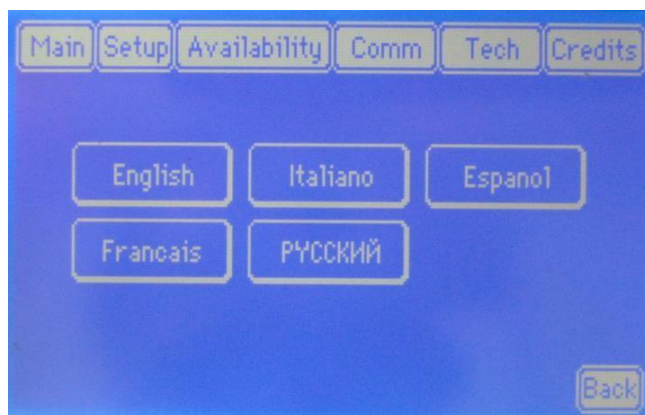 Main Setup Availability Comm Tech Credits
English Italiano Espanol
Francais РУССКИЙ
Back